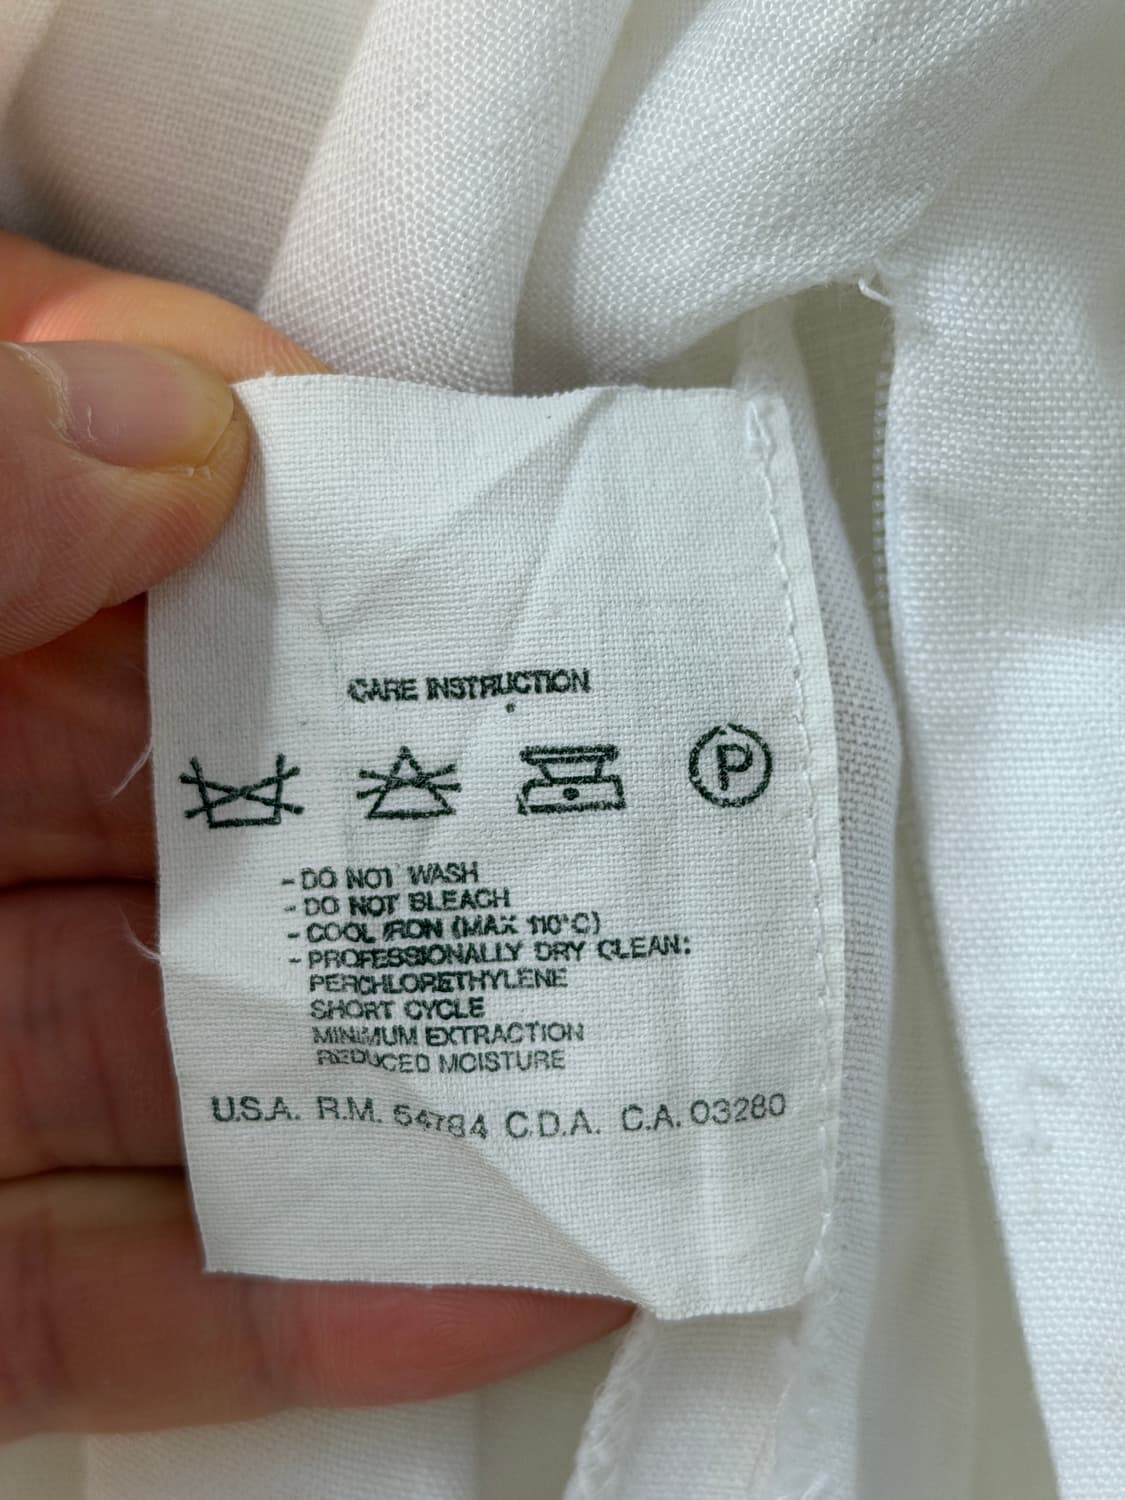 CARE INSTRUCTION
P
- DO NOT WASH
- DO NOT BLEACH
- COOL IRON (MAX 110°C)
- PROFESSIONALLY DRY CLEAN:
PERCHLORETHYLENE
SHORT CYCLE
MINIMUM EXTRACTION
REDUCED MOISTURE
U.S.A. R.M. 54784 C.D.A. C.A. 03280